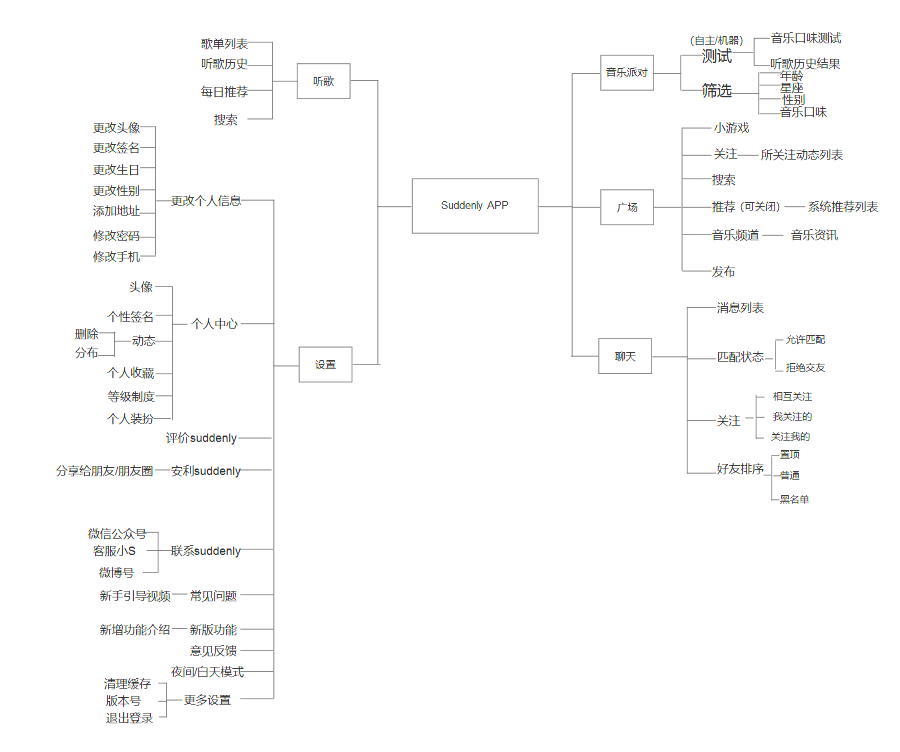 Suddenly APP
听歌
歌单列表
听歌历史
每日推荐
搜索
设置
更改个人信息
更改头像
更改签名
更改生日
更改性别
添加地址
修改密码
修改手机
个人中心
头像
个性签名
动态
删除
分布
个人收藏
等级制度
个人装扮
评价suddenly
安利suddenly
分享给朋友/朋友圈
联系suddenly
微信公众号
客服小S
微博号
常见问题
新手引导视频
新版功能
新增功能介绍
意见反馈
夜间/白天模式
更多设置
清理缓存
版本号
退出登录
音乐派对
(自主/机器)
测试
音乐口味测试
听歌历史结果
筛选
年龄
星座
性别
音乐口味
广场
小游戏
关注
所关注动态列表
搜索
推荐（可关闭）
系统推荐列表
音乐频道
音乐资讯
发布
聊天
消息列表
匹配状态
允许匹配
拒绝交友
关注
相互关注
我关注的
关注我的
好友排序
置顶
普通
黑名单